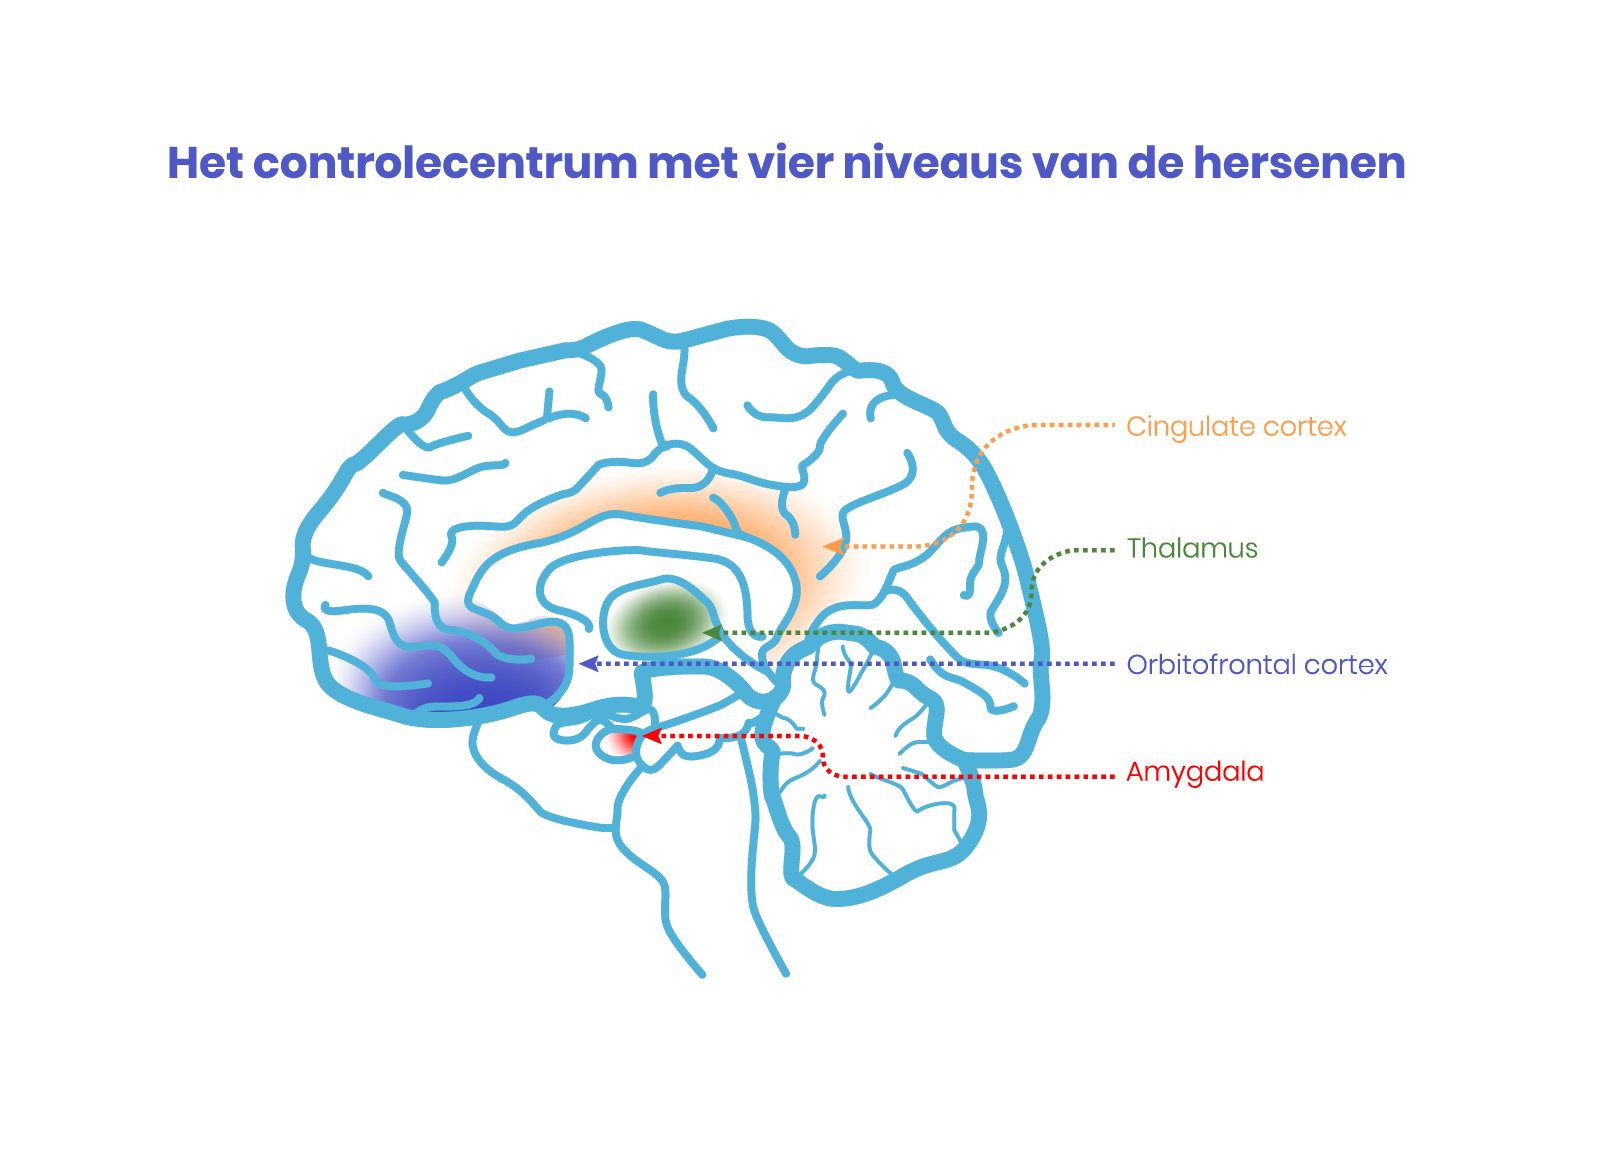 Het controlecentrum met vier niveaus van de hersenen
Cingulate cortex
Thalamus
Orbitofrontal cortex
Amygdala